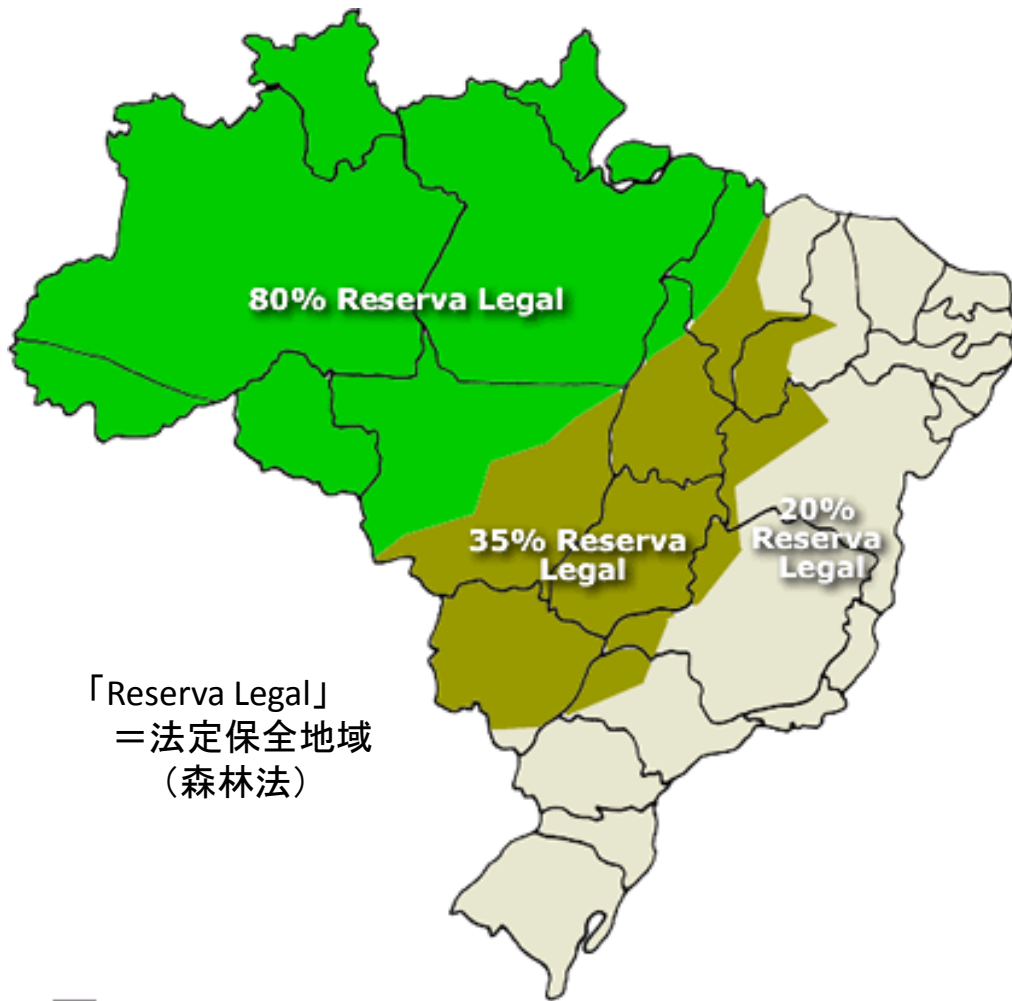 80% Reserva Legal
35% Reserva
Legal
20%
Reserva
Legal
「Reserva Legal」
＝法定保全地域
（森林法）